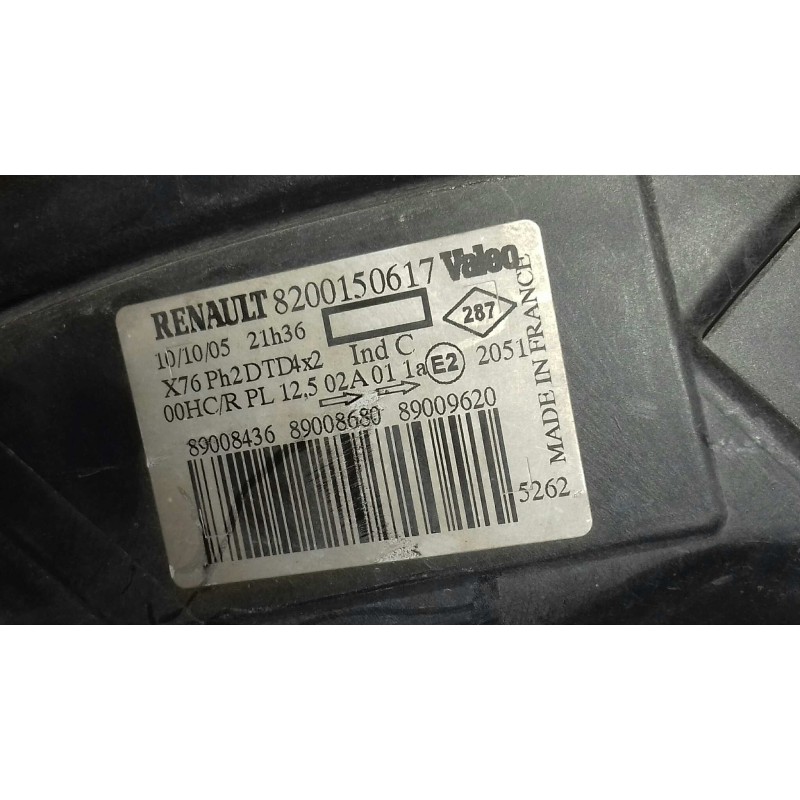 RENAULT 8200150617 Valeo
10/10/05 21h36 287
X76 Ph2 DTD4x2 Ind C
00HC/R PL 12,5 02A 01 1a E2 2051
89008436 89008680 89009620
5262
MADE IN FRANCE